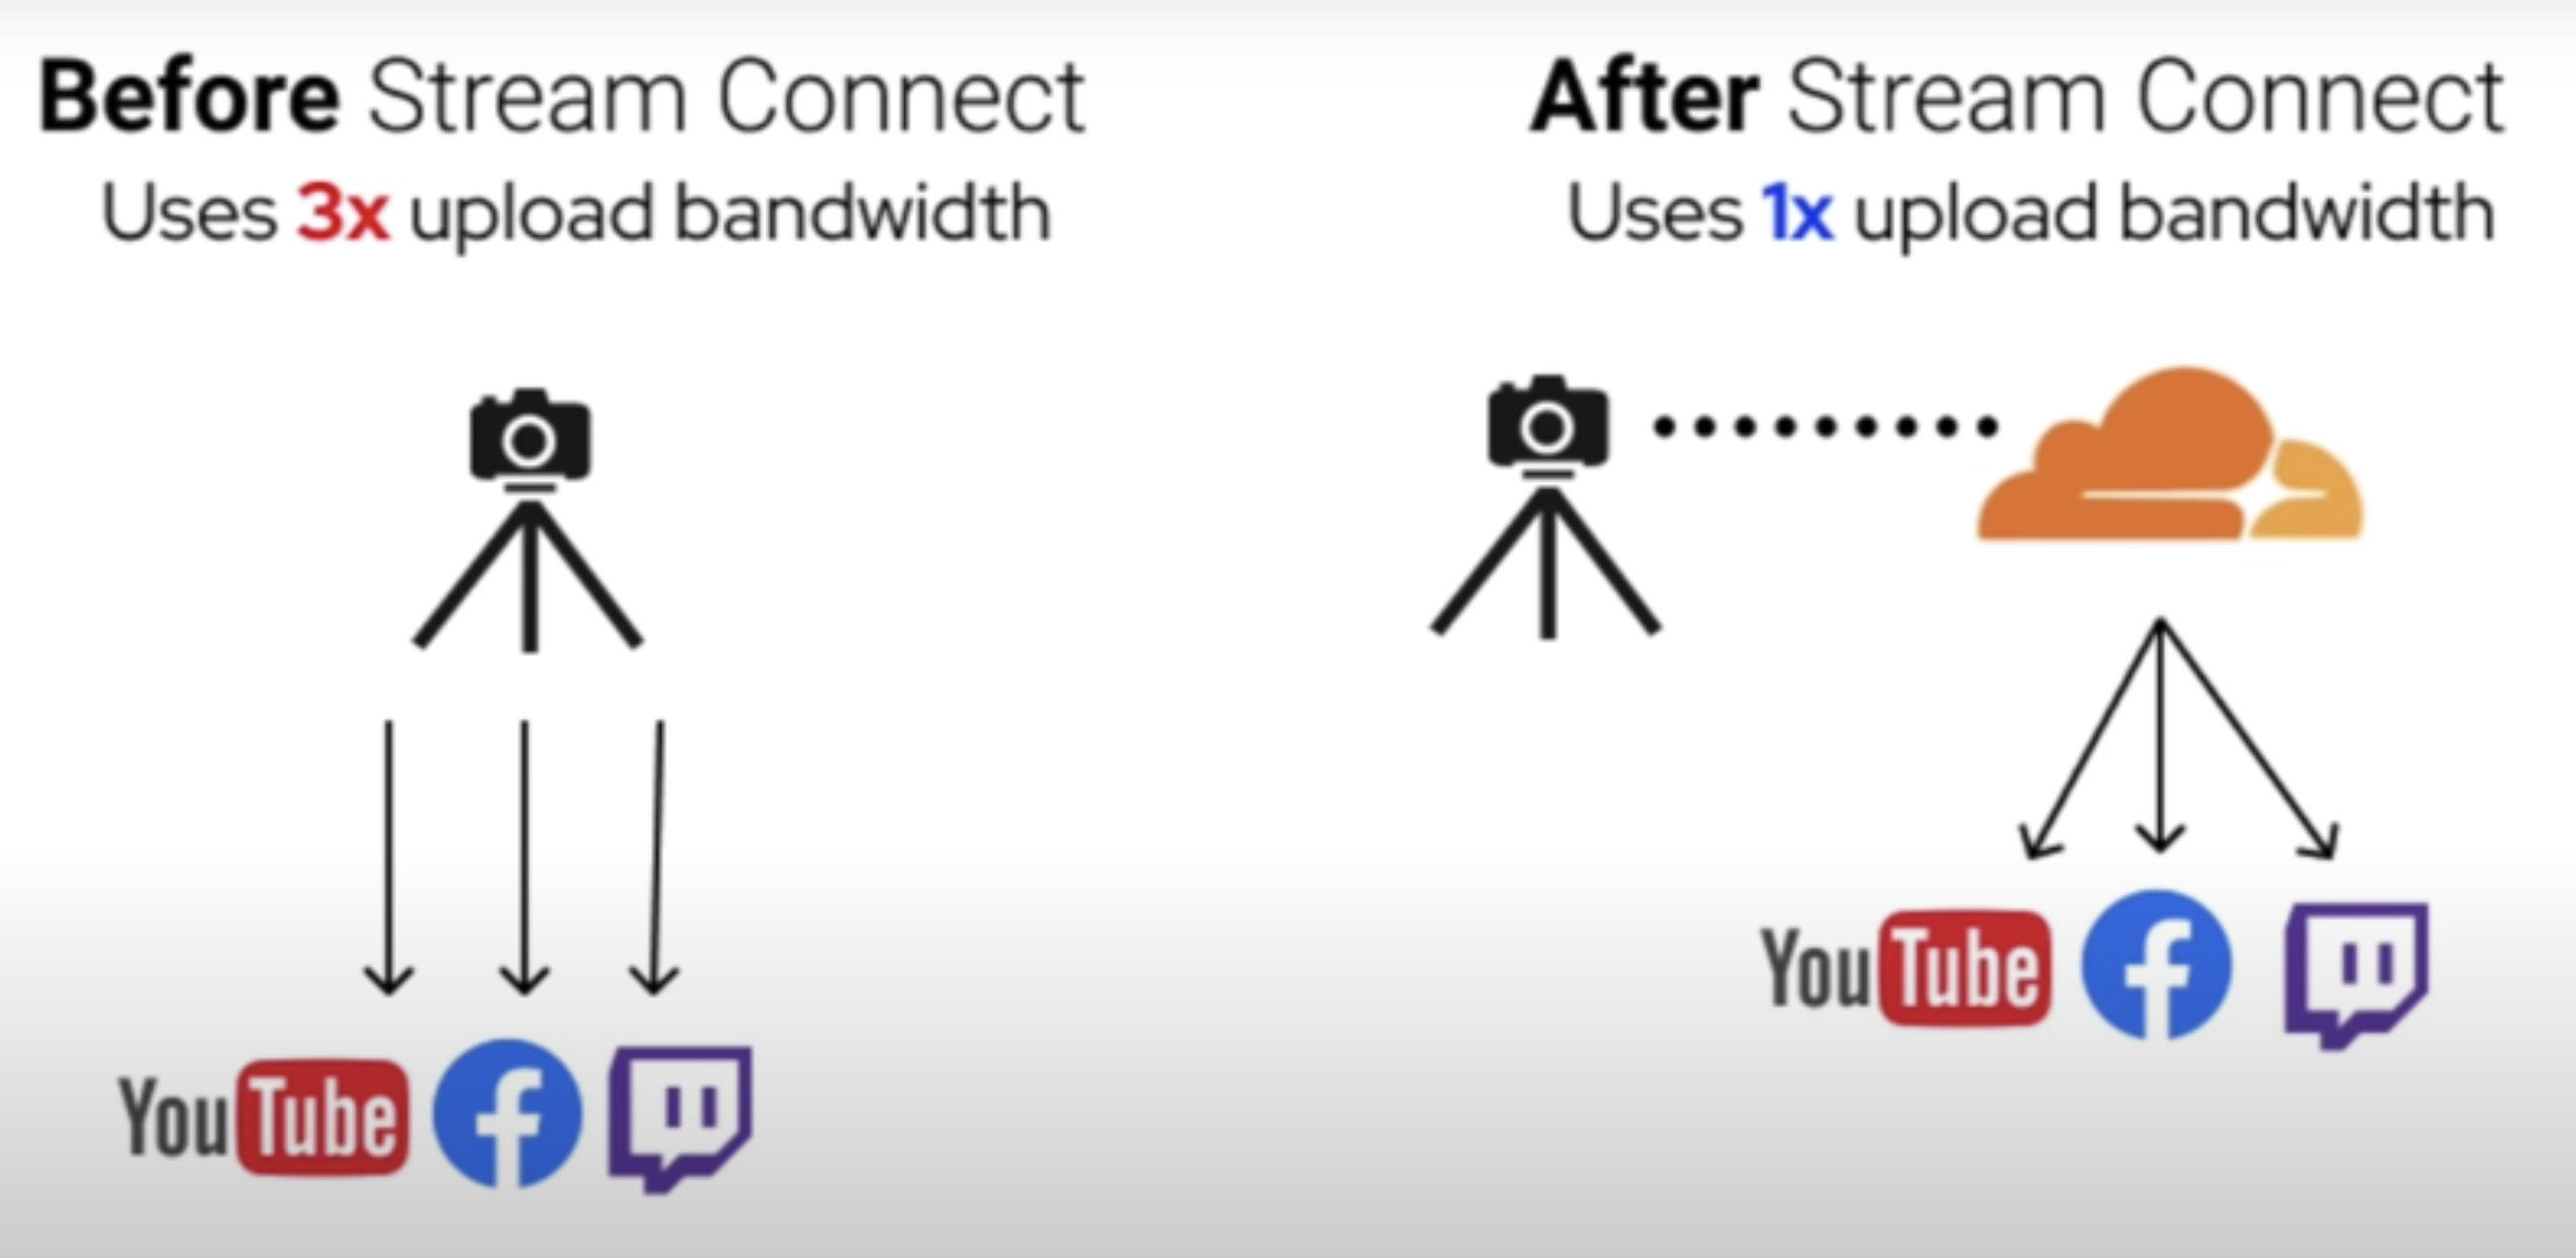 Before Stream Connect
Uses 3x upload bandwidth
YouTube
After Stream Connect
Uses 1x upload bandwidth
YouTube